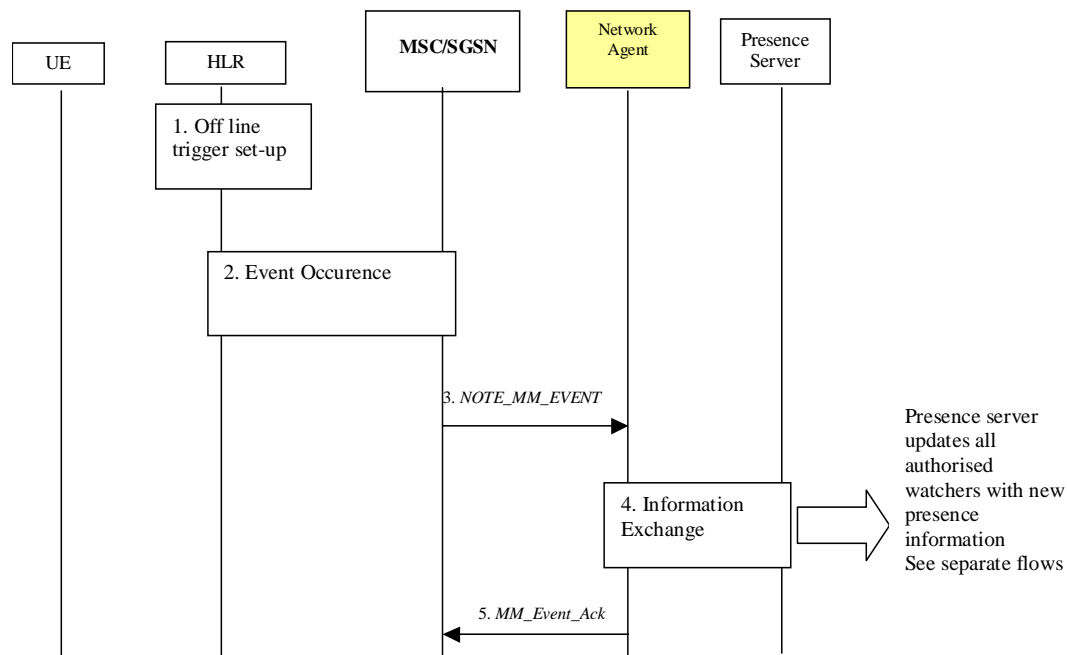 UE
HLR
MSC/SGSN
Network
Agent
Presence
Server
1. Off line
trigger set-up
2. Event Occurence
3. NOTE_MM_EVENT
4. Information
Exchange
Presence server
updates all
authorised
watchers with new
presence
information
See separate flows
5. MM_Event_Ack